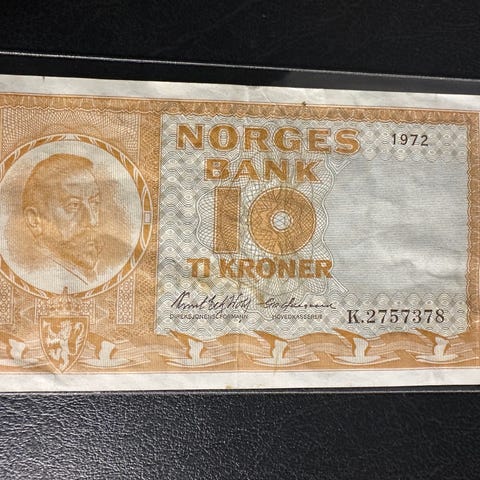 NORGES
1972
BANK
10
TI KRONER
DIREKSJONENS FORMANN HOVEDKASSERER
K.2757378